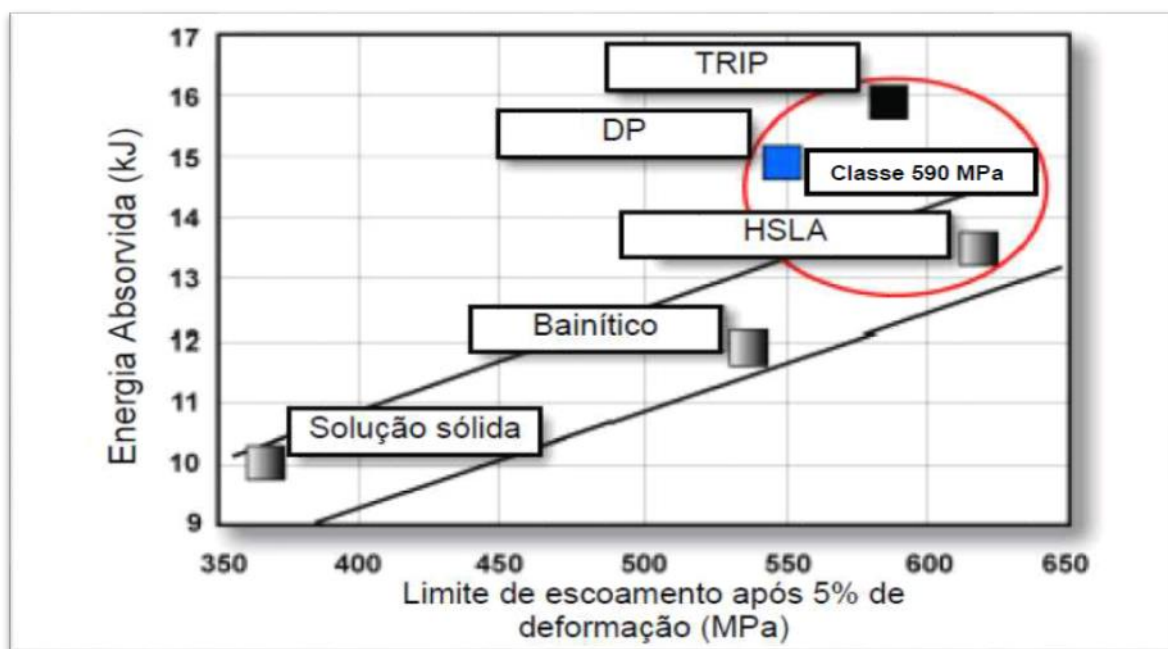 17
TRIP
16
DP
15
Classe 590 MPa
14
HSLA
13
Bainítico
12
11
Solução sólida
10
9
350 400 450 500 550 600 650
Energia Absorvida (kJ)
Limite de escoamento após 5% de
deformação (MPa)